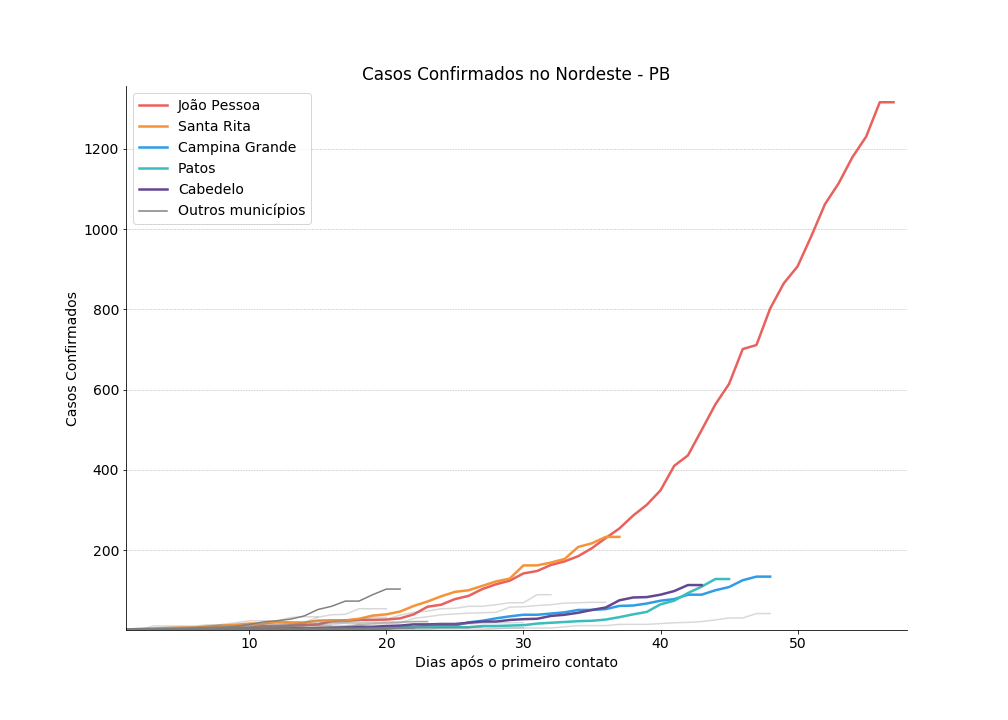 Casos Confirmados no Nordeste - PB
João Pessoa
Santa Rita
Campina Grande
Patos
Cabedelo
Outros municípios
1200
1000
800
600
400
200
Casos Confirmados
10
20
30
40
50
Dias após o primeiro contato